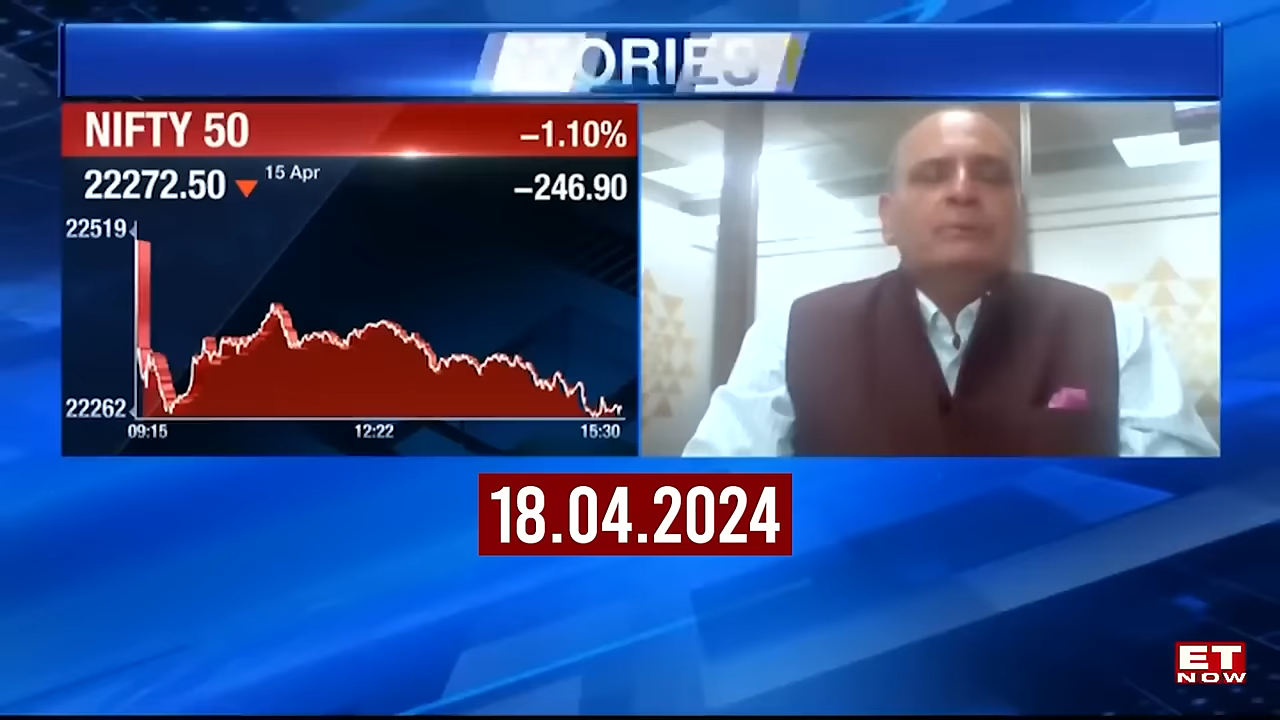 NIFTY 50 –1.10%
22272.50 15 Apr –246.90
22519
22262
09:15 12:22 15:30
18.04.2024
ET
NOW